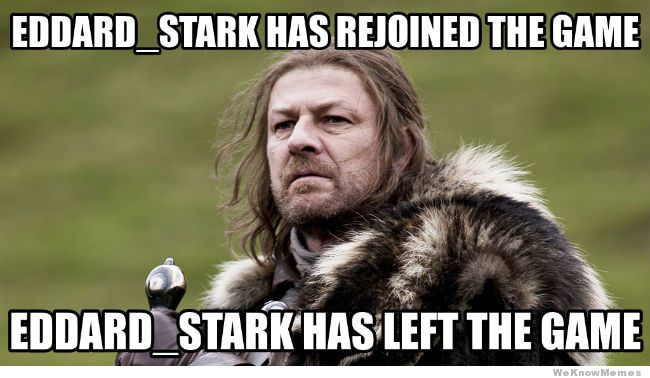 EDDARD_STARK HAS REJOINED THE GAME
EDDARD_STARK HAS LEFT THE GAME
WeKnowMemes